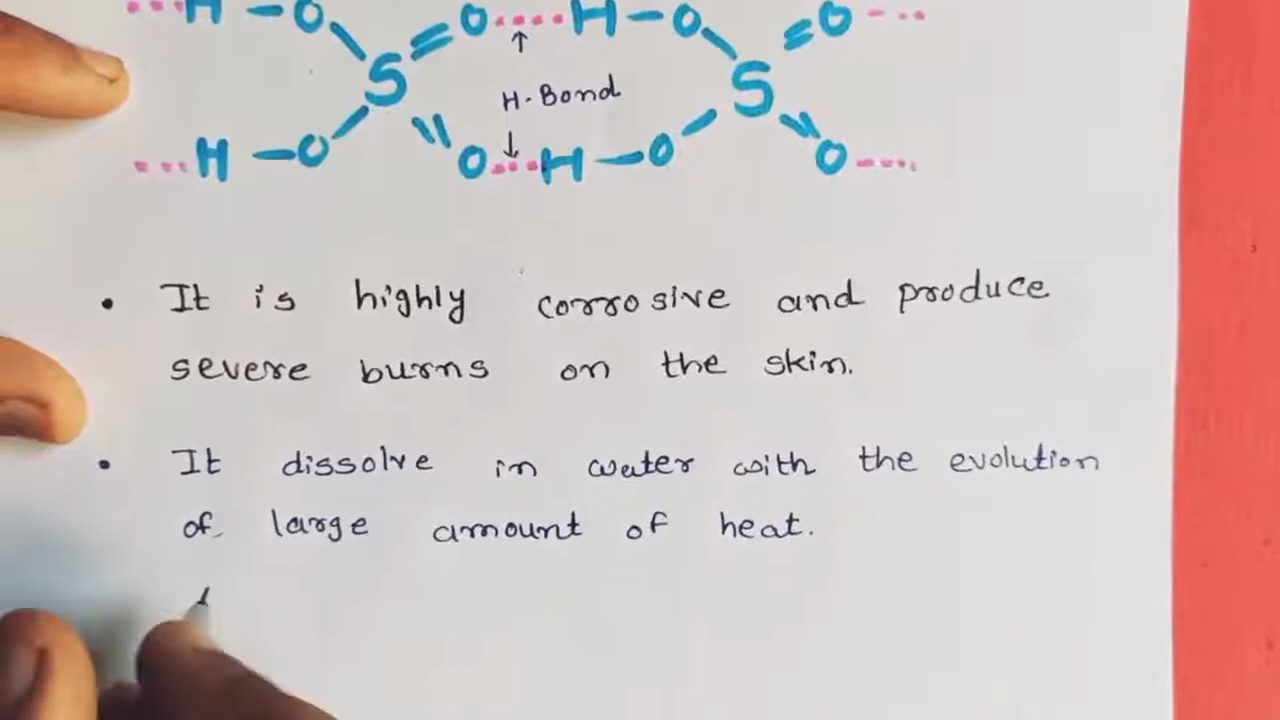 H – O O H – O O
S S
H-Bond
H – O O H – O O
• It is highly corrosive and produce
severe burns on the skin.
• It dissolve in water with the evolution
of large amount of heat.